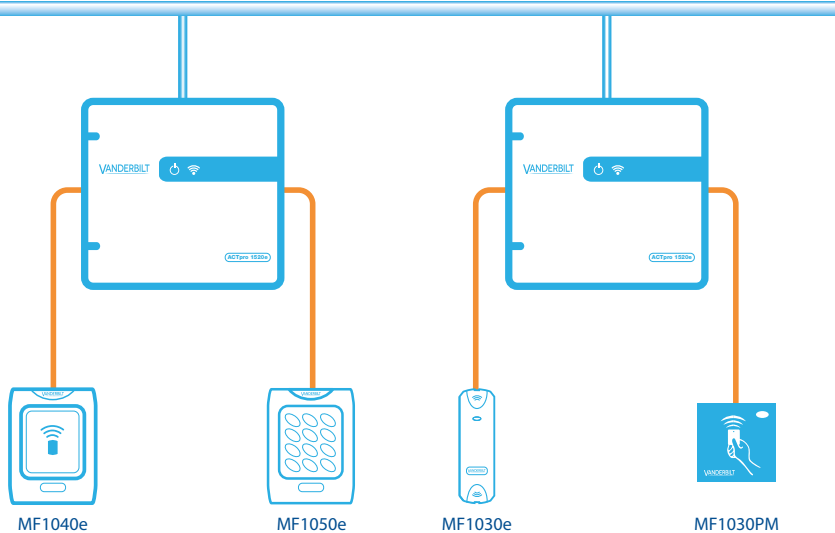 VANDERBILT
ACTpro 1520e
VANDERBILT
ACTpro 1520e
VANDERBILT
VANDERBILT
VANDERBILT
VANDERBILT
MF1040e
MF1050e
MF1030e
MF1030PM